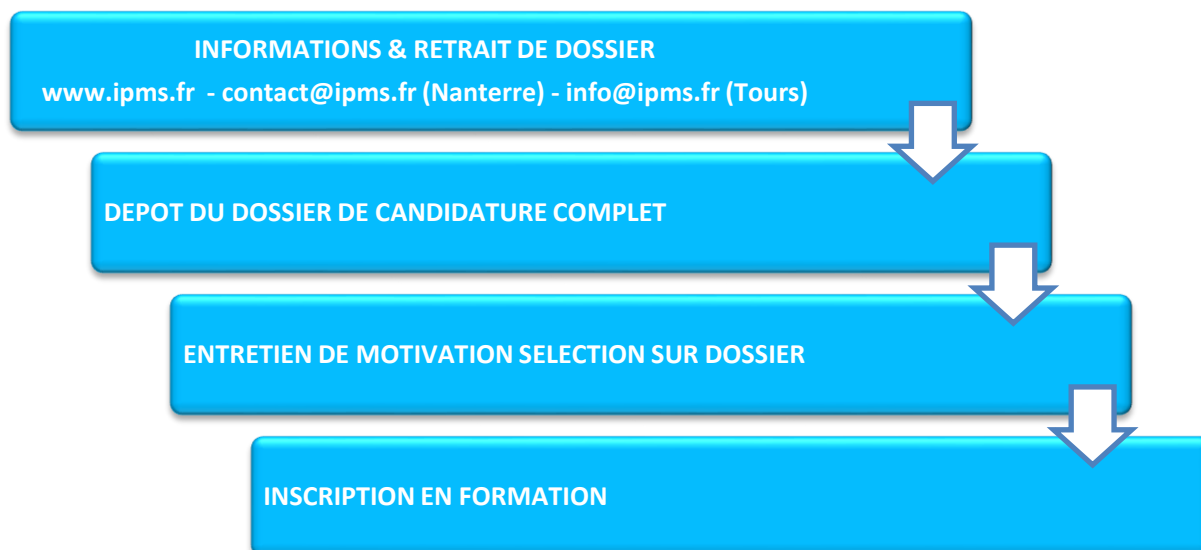 INFORMATIONS & RETRAIT DE DOSSIER
www.ipms.fr - contact@ipms.fr (Nanterre) - info@ipms.fr (Tours)
DEPOT DU DOSSIER DE CANDIDATURE COMPLET
ENTRETIEN DE MOTIVATION SELECTION SUR DOSSIER
INSCRIPTION EN FORMATION